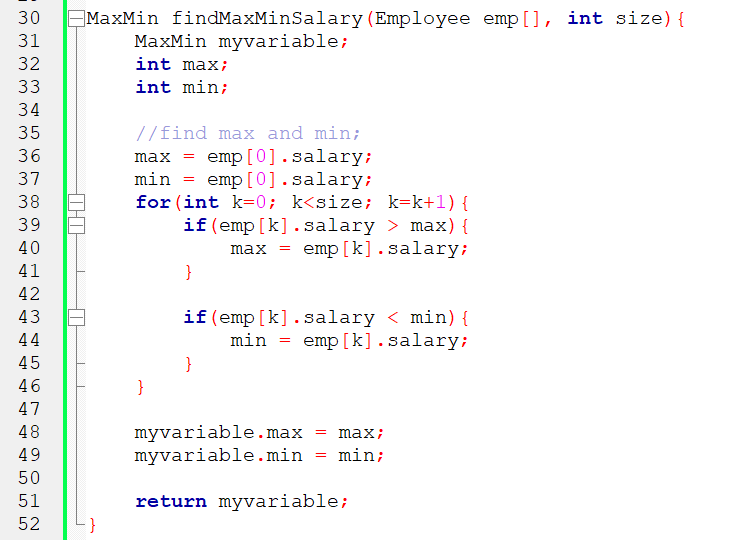 30 MaxMin findMaxMinSalary(Employee emp[], int size){
31     MaxMin myvariable;
32     int max;
33     int min;
34
35     //find max and min;
36     max = emp[0].salary;
37     min = emp[0].salary;
38     for(int k=0; k<size; k=k+1){
39         if(emp[k].salary > max){
40             max = emp[k].salary;
41         }
42
43         if(emp[k].salary < min){
44             min = emp[k].salary;
45         }
46     }
47
48     myvariable.max = max;
49     myvariable.min = min;
50
51     return myvariable;
52 }